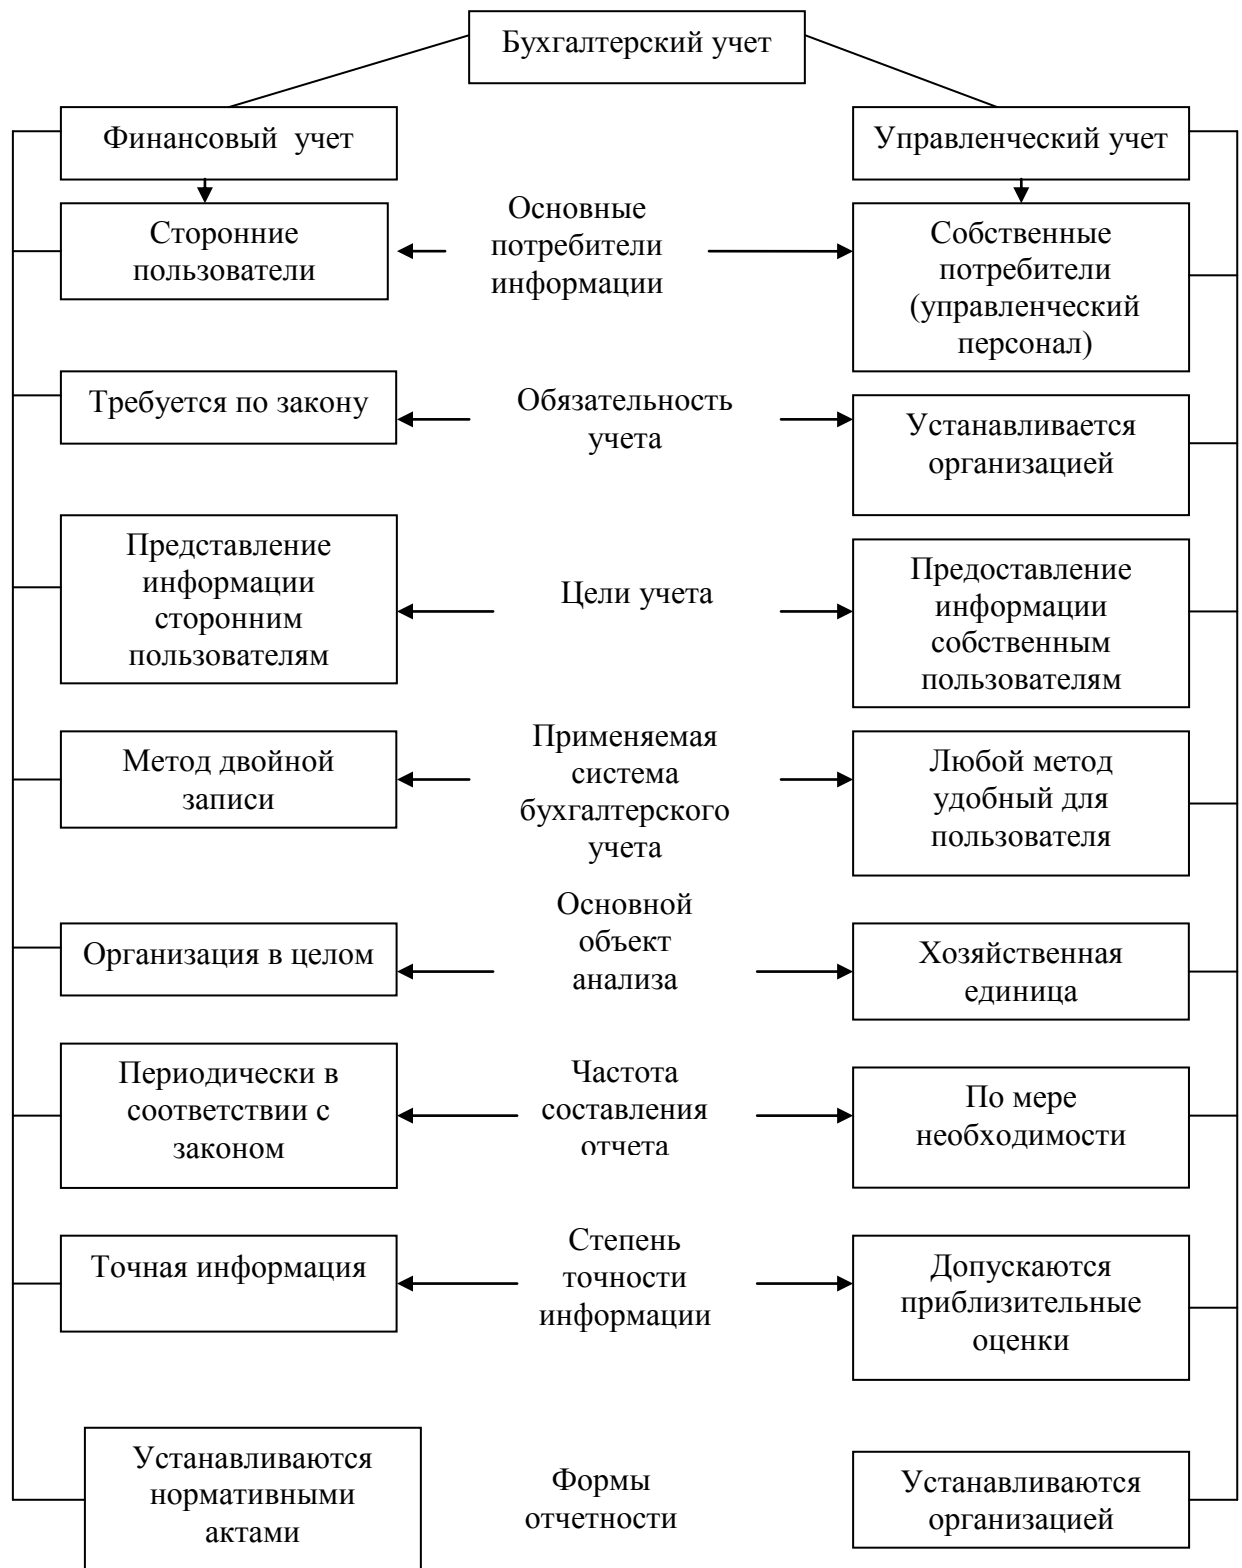 Бухгалтерский учет
Финансовый учет
Управленческий учет
Сторонние
пользователи
Основные
потребители
информации
Собственные
потребители
(управленческий
персонал)
Требуется по закону
Обязательность
учета
Устанавливается
организацией
Представление
информации
сторонним
пользователям
Цели учета
Предоставление
информации
собственным
пользователям
Метод двойной
записи
Применяемая
система
бухгалтерского
учета
Любой метод
удобный для
пользователя
Организация в целом
Основной
объект
анализа
Хозяйственная
единица
Периодически в
соответствии с
законом
Частота
составления
отчета
По мере
необходимости
Точная информация
Степень
точности
информации
Допускаются
приблизительные
оценки
Устанавливаются
нормативными
актами
Формы
отчетности
Устанавливаются
организацией